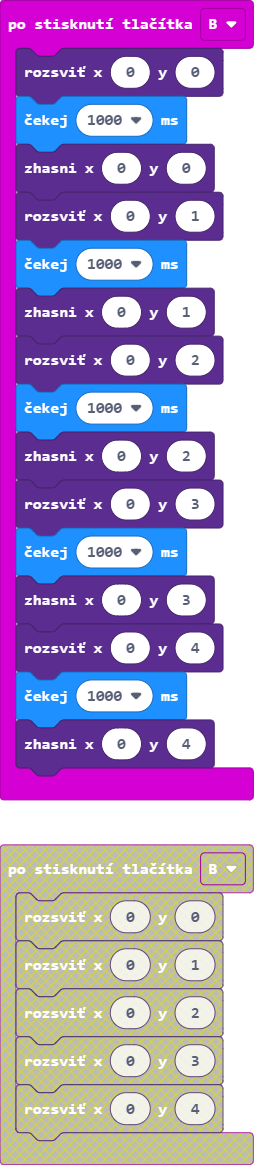 po stisknutí tlačítka B
rozsviť x 0 y 0
čekej 1000 ms
zhasni x 0 y 0
rozsviť x 0 y 1
čekej 1000 ms
zhasni x 0 y 1
rozsviť x 0 y 2
čekej 1000 ms
zhasni x 0 y 2
rozsviť x 0 y 3
čekej 1000 ms
zhasni x 0 y 3
rozsviť x 0 y 4
čekej 1000 ms
zhasni x 0 y 4
po stisknutí tlačítka B
rozsviť x 0 y 0
rozsviť x 0 y 1
rozsviť x 0 y 2
rozsviť x 0 y 3
rozsviť x 0 y 4